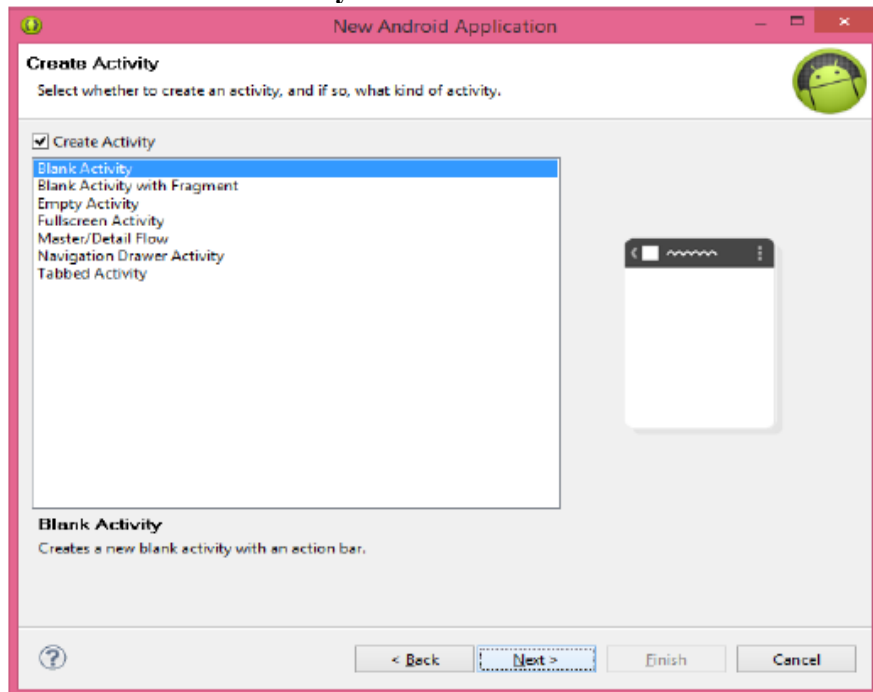 New Android Application
Create Activity
Select whether to create an activity, and if so, what kind of activity.
Create Activity
Blank Activity
Blank Activity with Fragment
Empty Activity
Fullscreen Activity
Master/Detail Flow
Navigation Drawer Activity
Tabbed Activity
Blank Activity
Creates a new blank activity with an action bar.
?
< Back
Next >
Finish
Cancel